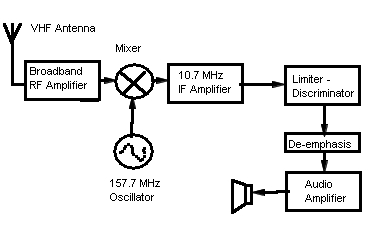 VHF Antenna
Mixer
Broadband
RF Amplifier
10.7 MHz
IF Amplifier
Limiter -
Discriminator
De-emphasis
157.7 MHz
Oscillator
Audio
Amplifier